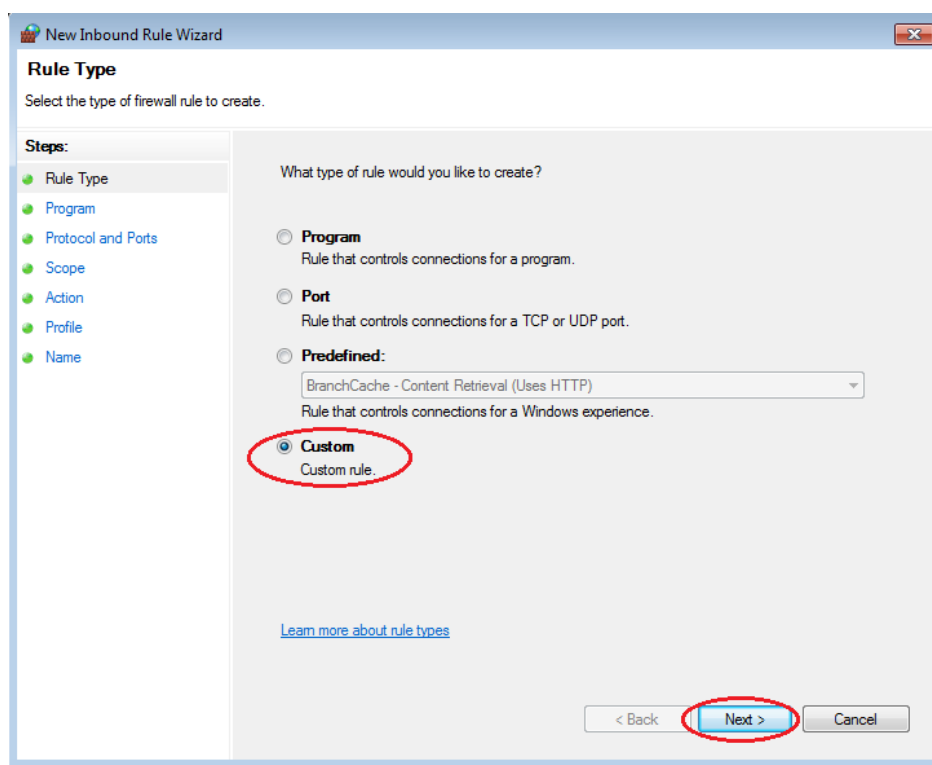 New Inbound Rule Wizard
Rule Type
Select the type of firewall rule to create.
Steps:
Rule Type
Program
Protocol and Ports
Scope
Action
Profile
Name
What type of rule would you like to create?
Program
Rule that controls connections for a program.
Port
Rule that controls connections for a TCP or UDP port.
Predefined:
BranchCache - Content Retrieval (Uses HTTP)
Rule that controls connections for a Windows experience.
Custom
Custom rule.
Learn more about rule types
< Back Next > Cancel